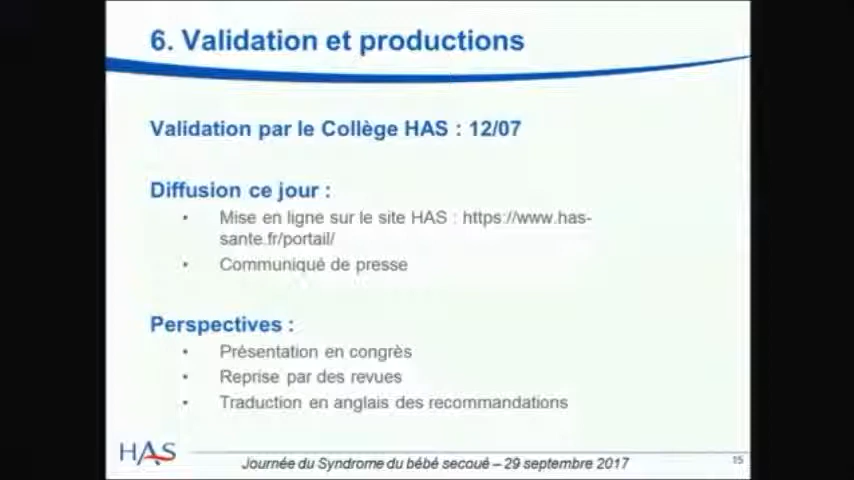 6. Validation et productions
Validation par le Collège HAS : 12/07
Diffusion ce jour :
• Mise en ligne sur le site HAS : https://www.has-
sante.fr/portail/
• Communiqué de presse
Perspectives :
• Présentation en congrès
• Reprise par des revues
• Traduction en anglais des recommandations
HAS
Journée du Syndrome du bébé secoué – 29 septembre 2017
15